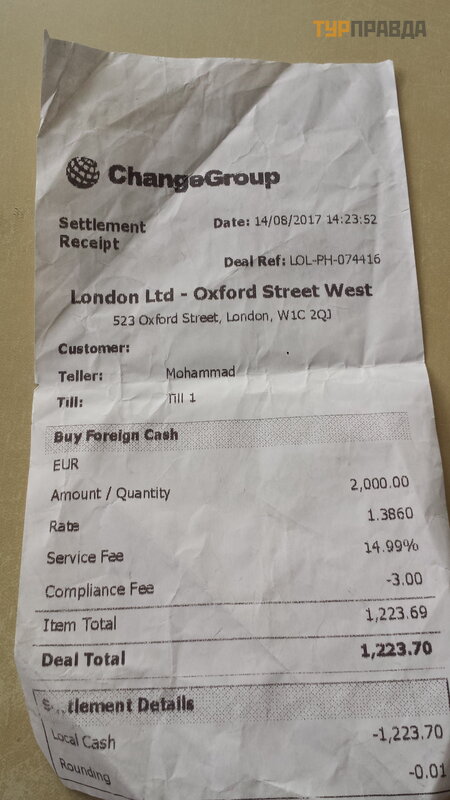 ТУРПРАВДА
ChangeGroup
Settlement Receipt Date: 14/08/2017 14:23:52
Deal Ref: LOL-PH-074416
London Ltd - Oxford Street West
523 Oxford Street, London, W1C 2QJ
Customer:
Teller: Mohammad
Till: Till 1
Buy Foreign Cash
EUR
Amount / Quantity 2,000.00
Rate 1.3860
Service Fee 14.99%
Compliance Fee -3.00
Item Total 1,223.69
Deal Total 1,223.70
Settlement Details
Local Cash -1,223.70
Rounding -0.01